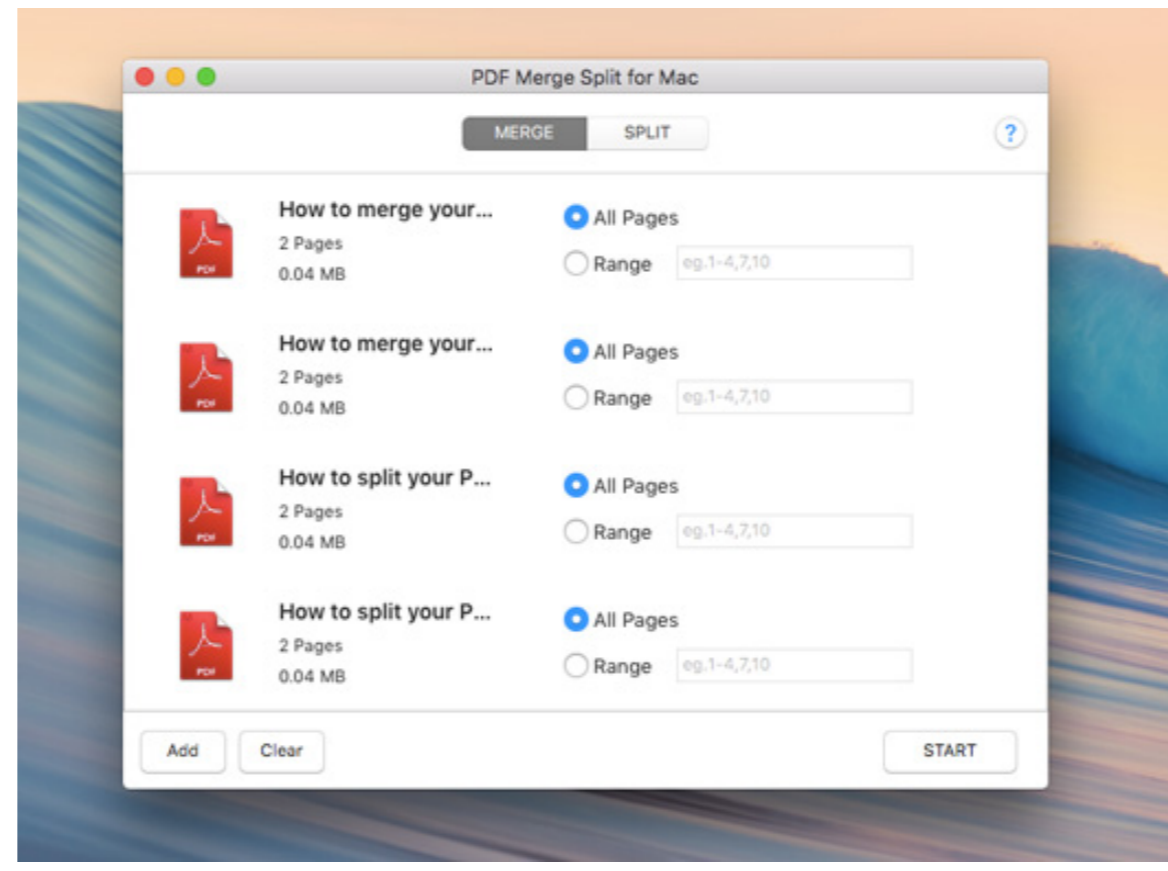 PDF Merge Split for Mac
MERGE SPLIT ?
How to merge your...
2 Pages
0.04 MB
All Pages
Range eg.1-4,7,10
PDF
How to merge your...
2 Pages
0.04 MB
All Pages
Range eg.1-4,7,10
PDF
How to split your P...
2 Pages
0.04 MB
All Pages
Range eg.1-4,7,10
PDF
How to split your P...
2 Pages
0.04 MB
All Pages
Range eg.1-4,7,10
PDF
Add Clear START